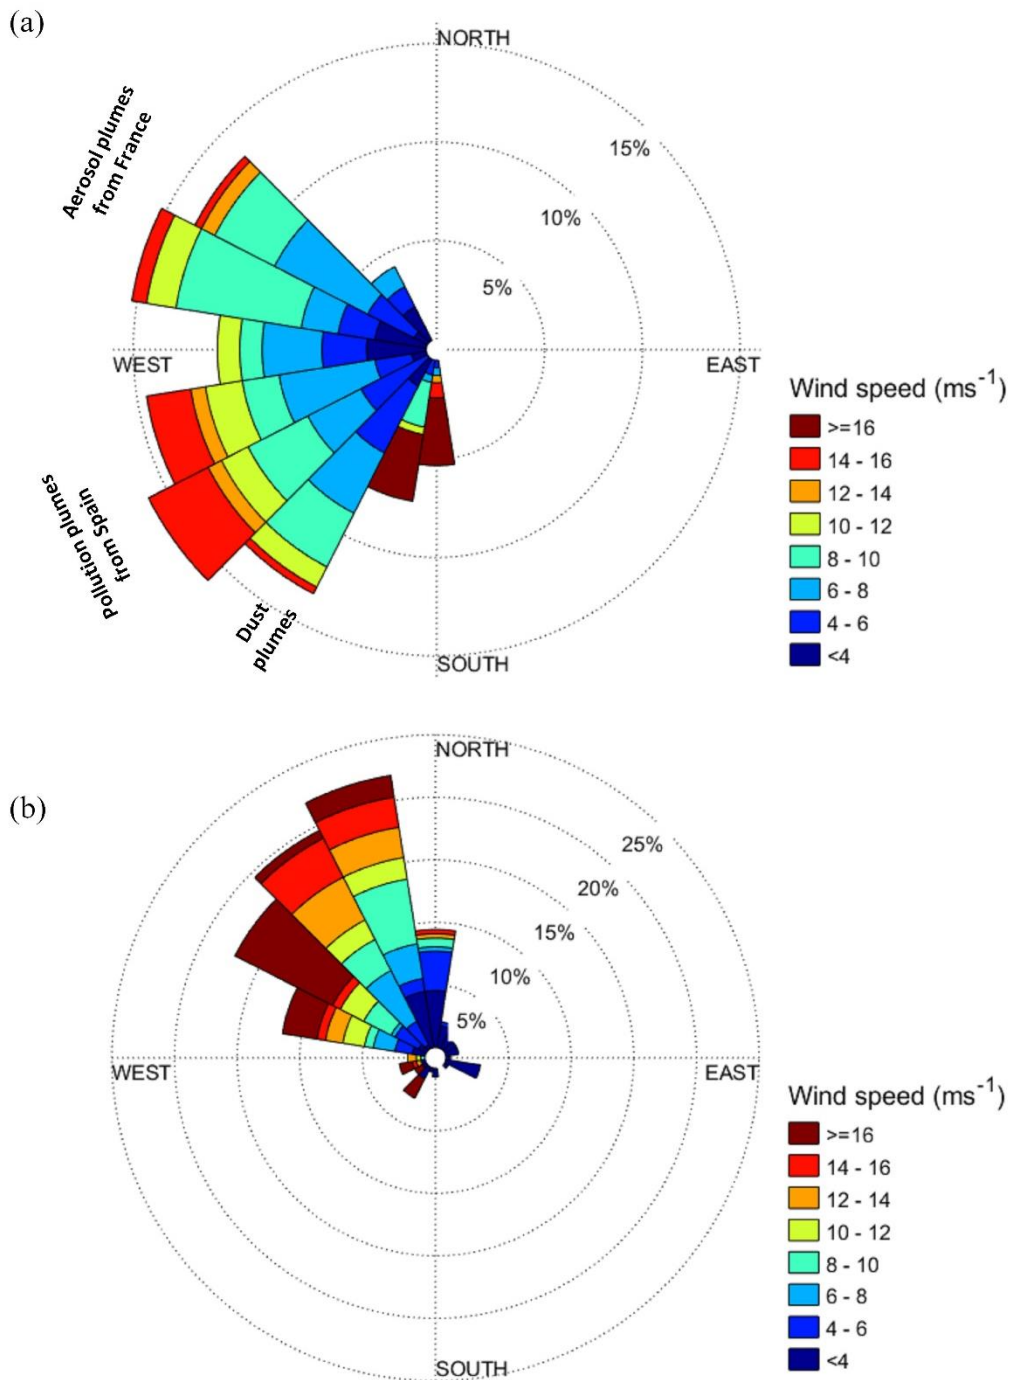 (a)
NORTH
15%
10%
5%
WEST
EAST
SOUTH
Aerosol plumes
from France
Pollution plumes
from Spain
Dust
plumes
Wind speed (ms⁻¹)
>=16
14 - 16
12 - 14
10 - 12
8 - 10
6 - 8
4 - 6
<4
(b)
NORTH
25%
20%
15%
10%
5%
WEST
EAST
SOUTH
Wind speed (ms⁻¹)
>=16
14 - 16
12 - 14
10 - 12
8 - 10
6 - 8
4 - 6
<4